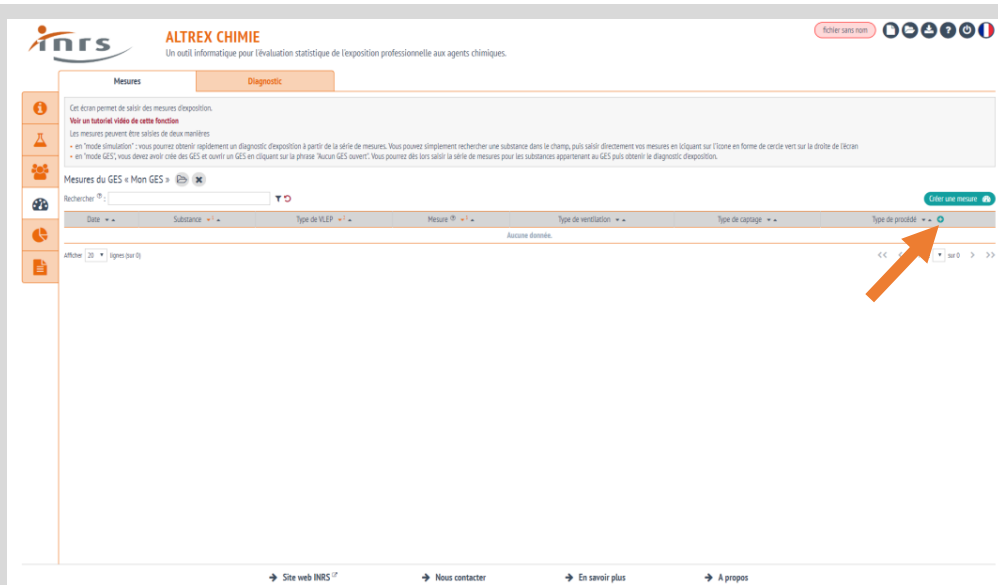 inrs
ALTREX CHIMIE
Un outil informatique pour l'évaluation statistique de l'exposition professionnelle aux agents chimiques.
fichier sans nom
Mesures
Diagnostic
Cet écran permet de saisir des mesures d'exposition.
Voir un tutorial vidéo de cette fonction
Les mesures peuvent être saisies de deux manières
- en "mode simulation" : vous pourrez obtenir rapidement un diagnostic d'exposition à partir de la série de mesures. Vous pouvez simplement rechercher une substance dans le champ, puis saisir directement vos mesures en lcliquant sur l'icone en forme de cercle vert sur la droite de l'écran
- en "mode GES", vous devez avoir crée des GES et ouvrir un GES en cliquant sur la phrase "Aucun GES ouvert". Vous pourrez dès lors saisir la série de mesures pour les substances appartenant au GES puis obtenir le diagnostic d'exposition.
Mesures du GES « Mon GES »
Rechercher :
Créer une mesure
Date Substance Type de VLEP Mesure Type de ventilation Type de captage Type de procédé
Aucune donnée.
Afficher 20 lignes (sur 0)
<< < sur 0 > >>
Site web INRS
Nous contacter
En savoir plus
A propos